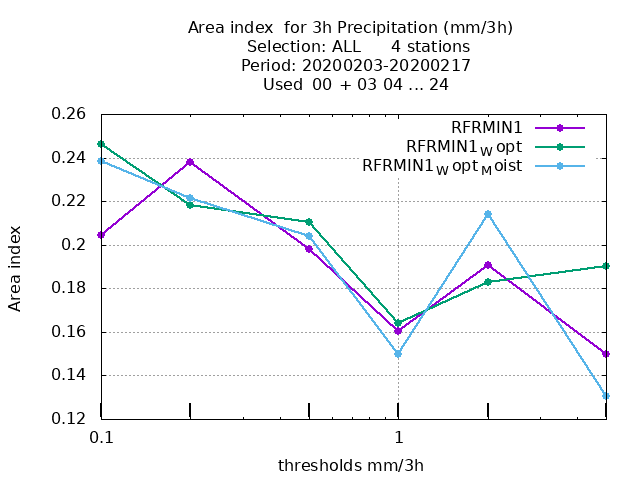 Area index  for 3h Precipitation (mm/3h)
Selection: ALL      4 stations
Period: 20200203-20200217
Used  00 + 03 04 ... 24
RFRMIN1
RFRMIN1Wopt
RFRMIN1WoptMoist
0.26
0.24
0.22
0.2
0.18
0.16
0.14
0.12
Area index
0.1
1
thresholds mm/3h